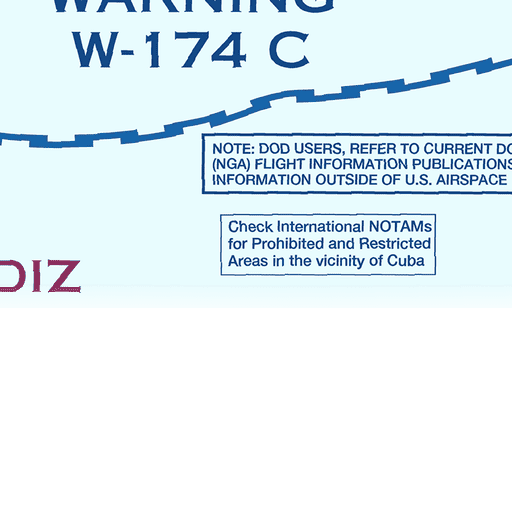 WARNING
W-174 C
NOTE: DOD USERS, REFER TO CURRENT DO
(NGA) FLIGHT INFORMATION PUBLICATIONS
INFORMATION OUTSIDE OF U.S. AIRSPACE
Check International NOTAMs
for Prohibited and Restricted
Areas in the vicinity of Cuba
DIZ